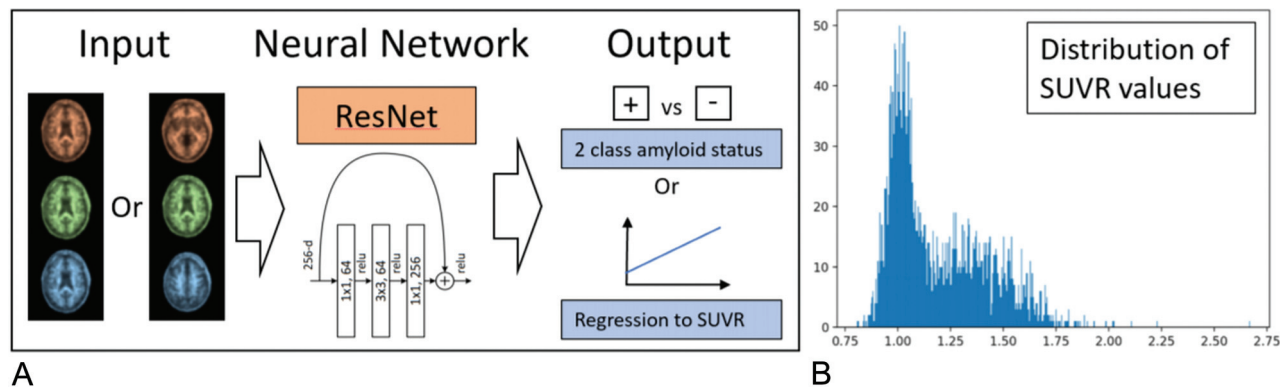 Input
Neural Network
Output
Or
ResNet
256-d
1x1, 64
relu
3x3, 64
relu
1x1, 256
+
relu
+ vs -
2 class amyloid status
Or
Regression to SUVR
A
Distribution of
SUVR values
50
40
30
20
10
0
0.75 1.00 1.25 1.50 1.75 2.00 2.25 2.50 2.75
B